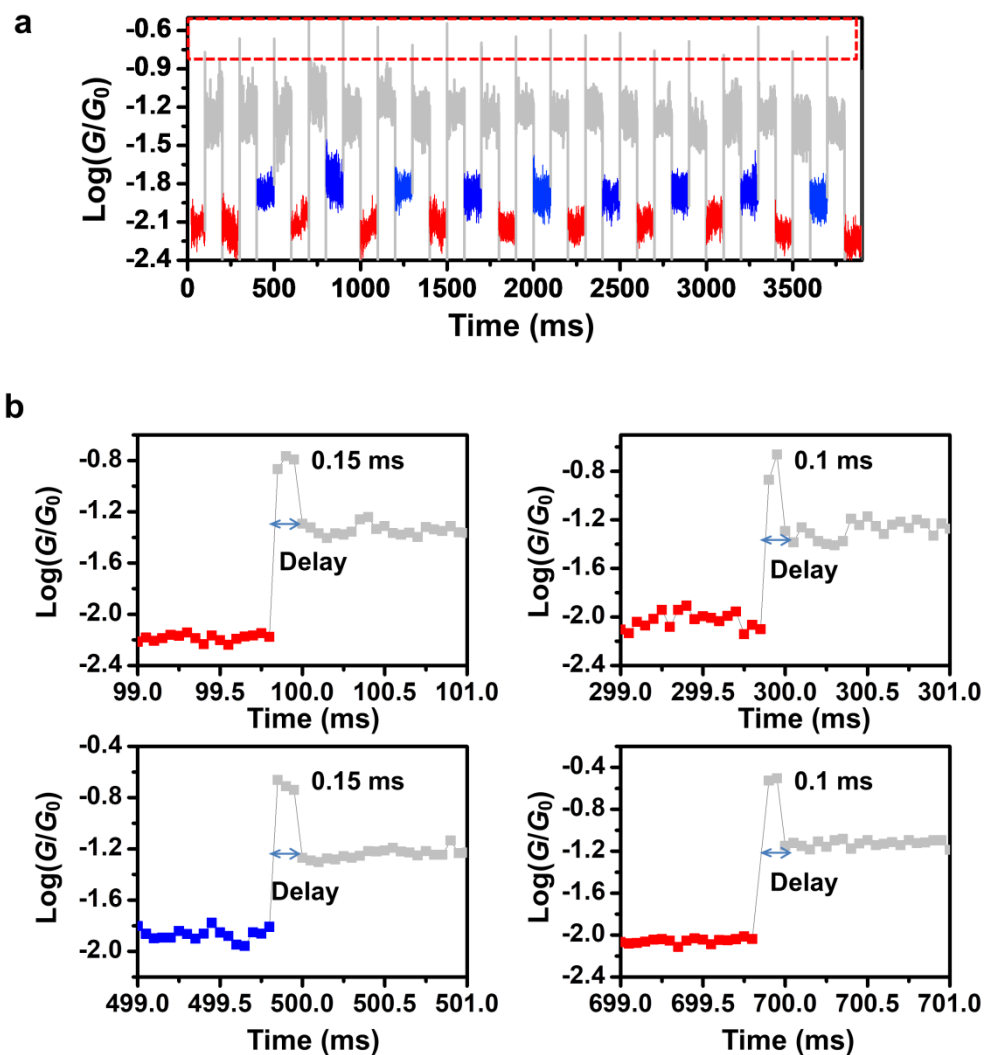 a
Log(G/G0)
-0.6
-0.9
-1.2
-1.5
-1.8
-2.1
-2.4
0 500 1000 1500 2000 2500 3000 3500
Time (ms)
b
Log(G/G0)
-0.8
-1.2
-1.6
-2.0
-2.4
0.15 ms
Delay
99.0 99.5 100.0 100.5 101.0
Time (ms)
Log(G/G0)
-0.8
-1.2
-1.6
-2.0
-2.4
0.1 ms
Delay
299.0 299.5 300.0 300.5 301.0
Time (ms)
Log(G/G0)
-0.4
-0.8
-1.2
-1.6
-2.0
0.15 ms
Delay
499.0 499.5 500.0 500.5 501.0
Time (ms)
Log(G/G0)
-0.4
-0.8
-1.2
-1.6
-2.0
-2.4
0.1 ms
Delay
699.0 699.5 700.0 700.5 701.0
Time (ms)